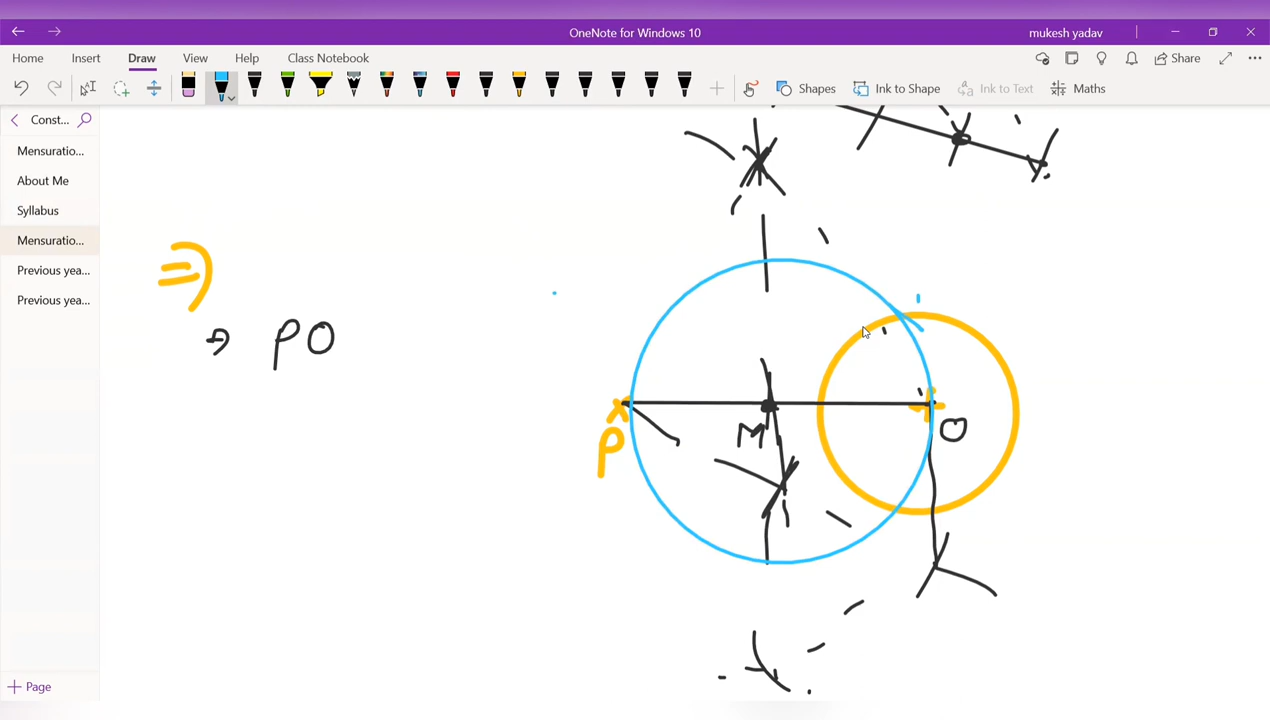 OneNote for Windows 10
mukesh yadav
Home Insert Draw View Help Class Notebook
Share
Shapes
Ink to Shape
Ink to Text
Maths
Const...
Mensuratio...
About Me
Syllabus
Mensuratio...
Previous yea...
Previous yea...
⇒)
⇒ PO
M
O
P
+ Page